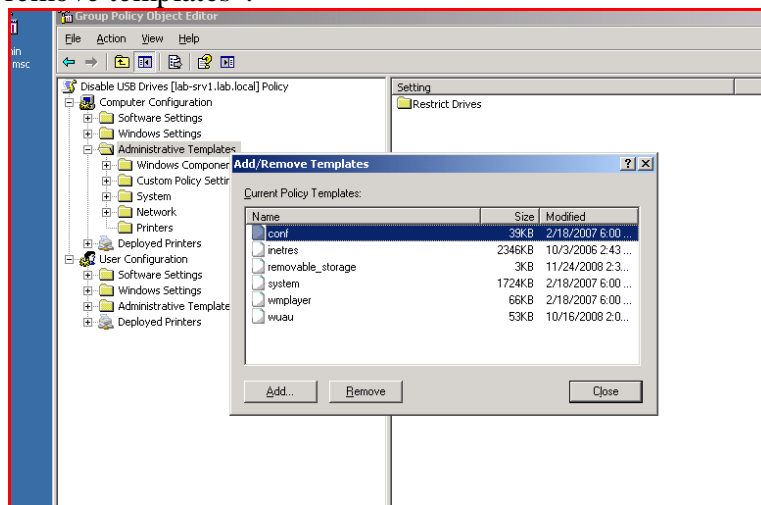 remove templates".
Group Policy Object Editor
File Action View Help
msc
Disable USB Drives [lab-srv1.lab.local] Policy
Computer Configuration
Software Settings
Windows Settings
Administrative Templates
Windows Componer
Custom Policy Settir
System
Network
Printers
Deployed Printers
User Configuration
Software Settings
Windows Settings
Administrative Template
Deployed Printers
Setting
Restrict Drives
Add/Remove Templates
Current Policy Templates:
Name Size Modified
conf 39KB 2/18/2007 6:00 ...
inetres 2346KB 10/3/2006 2:43 ...
removable_storage 3KB 11/24/2008 2:3...
system 1724KB 2/18/2007 6:00 ...
wmplayer 66KB 2/18/2007 6:00 ...
wuau 53KB 10/16/2008 2:0...
Add... Remove Close